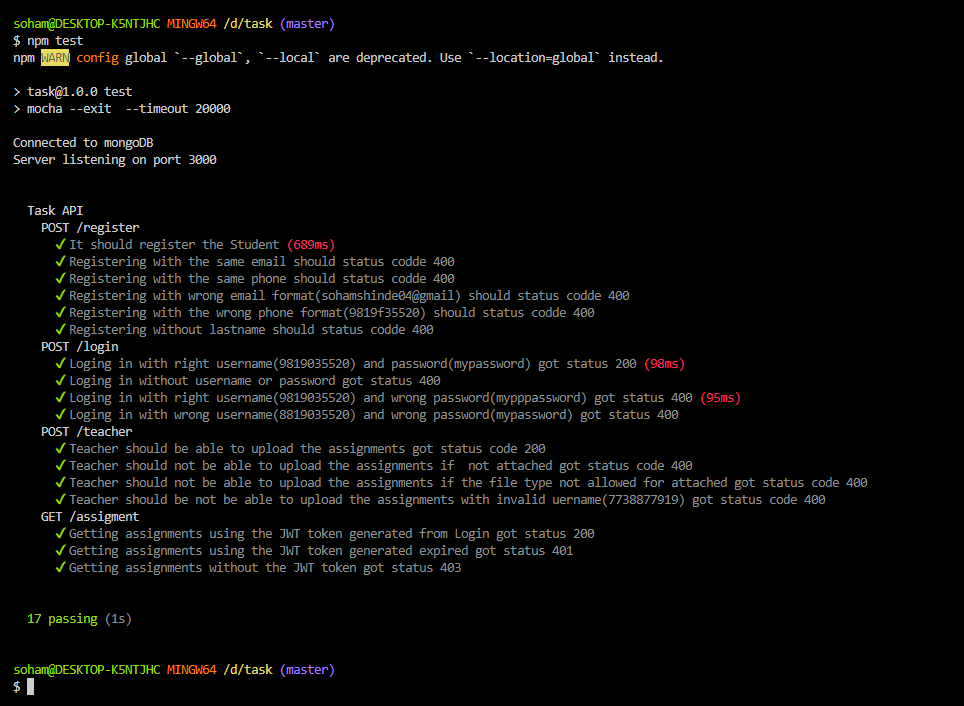 soham@DESKTOP-K5NTJHC MINGW64 /d/task (master)
$ npm test
npm WARN config global `--global`, `--local` are deprecated. Use `--location=global` instead.
> task@1.0.0 test
> mocha --exit  --timeout 20000
Connected to mongoDB
Server listening on port 3000
Task API
POST /register
✓ It should register the Student (689ms)
✓ Registering with the same email should status codde 400
✓ Registering with the same phone should status codde 400
✓ Registering with wrong email format(sohamshinde04@gmail) should status codde 400
✓ Registering with the wrong phone format(9819f35520) should status codde 400
✓ Registering without lastname should status codde 400
POST /login
✓ Loging in with right username(9819035520) and password(mypassword) got status 200 (98ms)
✓ Loging in without username or password got status 400
✓ Loging in with right username(9819035520) and wrong password(mypppassword) got status 400 (95ms)
✓ Loging in with wrong username(8819035520) and wrong password(mypassword) got status 400
POST /teacher
✓ Teacher should be able to upload the assignments got status code 200
✓ Teacher should not be able to upload the assignments if  not attached got status code 400
✓ Teacher should not be able to upload the assignments if the file type not allowed for attached got status code 400
✓ Teacher should be not be able to upload the assignments with invalid uername(7738877919) got status code 400
GET /assigment
✓ Getting assignments using the JWT token generated from Login got status 200
✓ Getting assignments using the JWT token generated expired got status 401
✓ Getting assignments without the JWT token got status 403
17 passing (1s)
soham@DESKTOP-K5NTJHC MINGW64 /d/task (master)
$